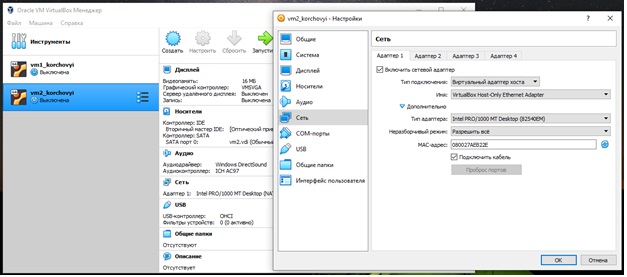 Oracle VM VirtualBox Менеджер
Файл Машина Справка
Инструменты
vm1_korchovyi
Выключена
vm2_korchovyi
Выключена
Создать Настроить Сбросить Запустить
Дисплей
Видеопамять: 16 МБ
Графический контроллер: VMSVGA
Сервер удалённого дисплея: Выключен
Запись: Выключена
Носители
Контроллер: IDE
Вторичный мастер IDE: [Оптический приво
Контроллер: SATA
SATA порт 0: vm2.vdi (Обычный
Аудио
Аудиодрайвер: Windows DirectSound
Аудиоконтроллер: ICH AC97
Сеть
Адаптер 1: Intel PRO/1000 MT Desktop (NAT
USB
USB-контроллер: OHCI
Фильтры устройств: 0 (0 активно)
Общие папки
Отсутствуют
Описание
Отсутствует
vm2_korchovyi - Настройки
Общие
Система
Дисплей
Носители
Аудио
Сеть
COM-порты
USB
Общие папки
Интерфейс пользователя
Сеть
Адаптер 1 Адаптер 2 Адаптер 3 Адаптер 4
Включить сетевой адаптер
Тип подключения: Виртуальный адаптер хоста
Имя: VirtualBox Host-Only Ethernet Adapter
Дополнительно
Тип адаптера: Intel PRO/1000 MT Desktop (82540EM)
Неразборчивый режим: Разрешить всё
MAC-адрес: 080027AEB22E
Подключить кабель
Проброс портов
OK Отмена